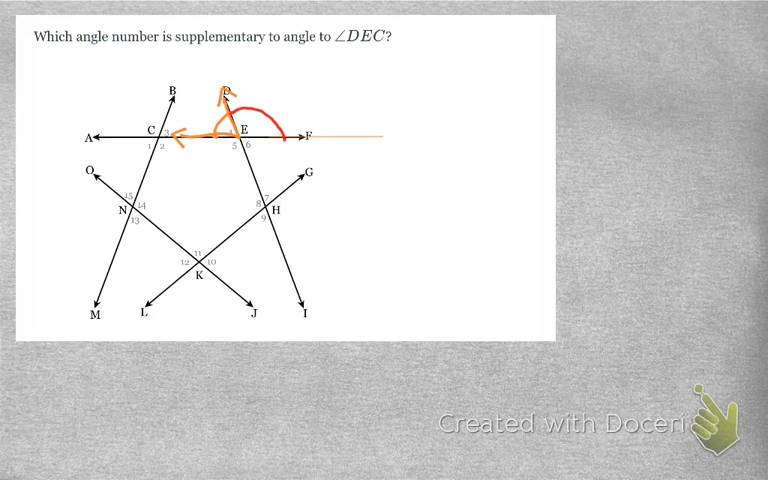 Which angle number is supplementary to angle to ∠DEC?
B
D
A
C
3
4
E
F
1
2
5
6
O
G
15
14
7
8
N
H
13
9
11
12
10
K
M
L
J
I
Created with Doceri